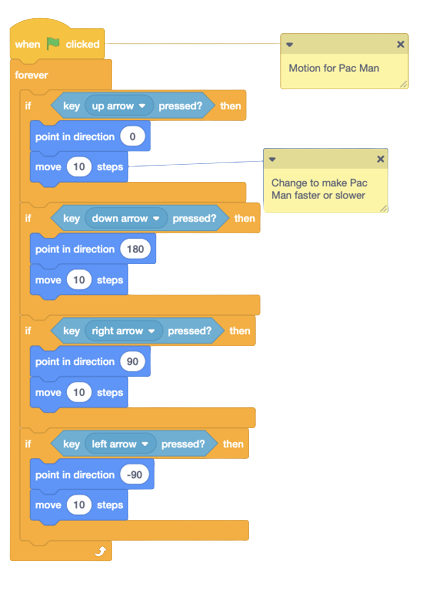 when clicked
Motion for Pac Man
forever
if key up arrow pressed? then
point in direction 0
move 10 steps
Change to make Pac
Man faster or slower
if key down arrow pressed? then
point in direction 180
move 10 steps
if key right arrow pressed? then
point in direction 90
move 10 steps
if key left arrow pressed? then
point in direction -90
move 10 steps